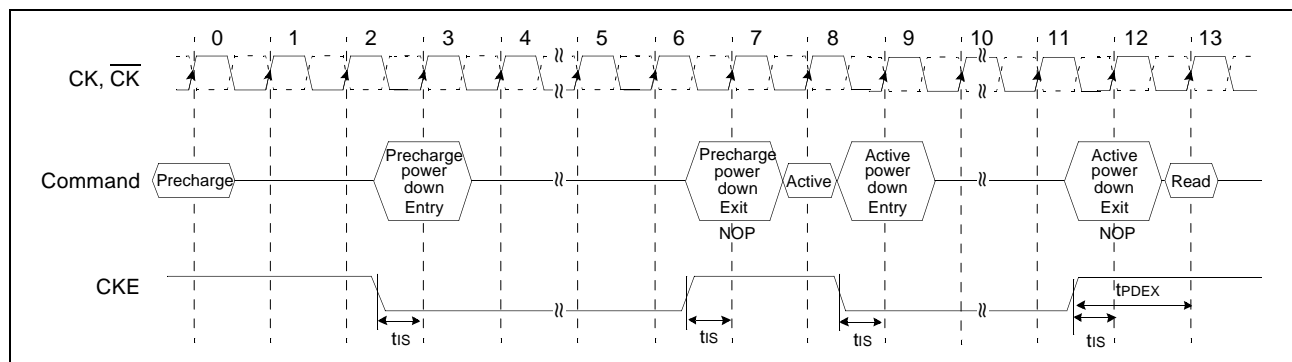 0 1 2 3 4 5 6 7 8 9 10 11 12 13
CK, CK
Command
Precharge
Precharge
power
down
Entry
Precharge
power
down
Exit
NOP
Active
Active
power
down
Entry
Active
power
down
Exit
NOP
Read
CKE
tIS
tIS
tIS
tPDEX
tIS